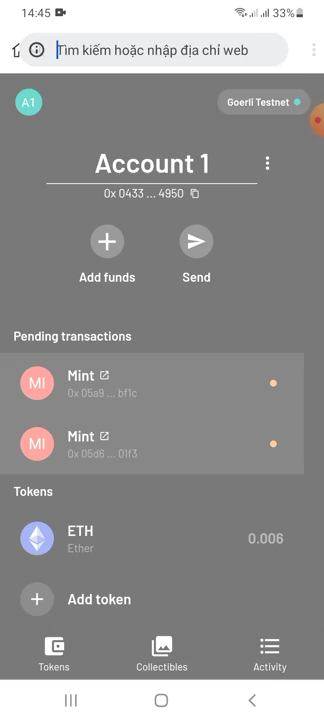 14:45
33%
Tìm kiếm hoặc nhập địa chỉ web
A1
Goerli Testnet
Account 1
0x 0433 ... 4950
Add funds
Send
Pending transactions
MI
Mint
0x 05a9 ... bf1c
MI
Mint
0x 05d6 ... 01f3
Tokens
ETH
0.006
Ether
Add token
Tokens
Collectibles
Activity